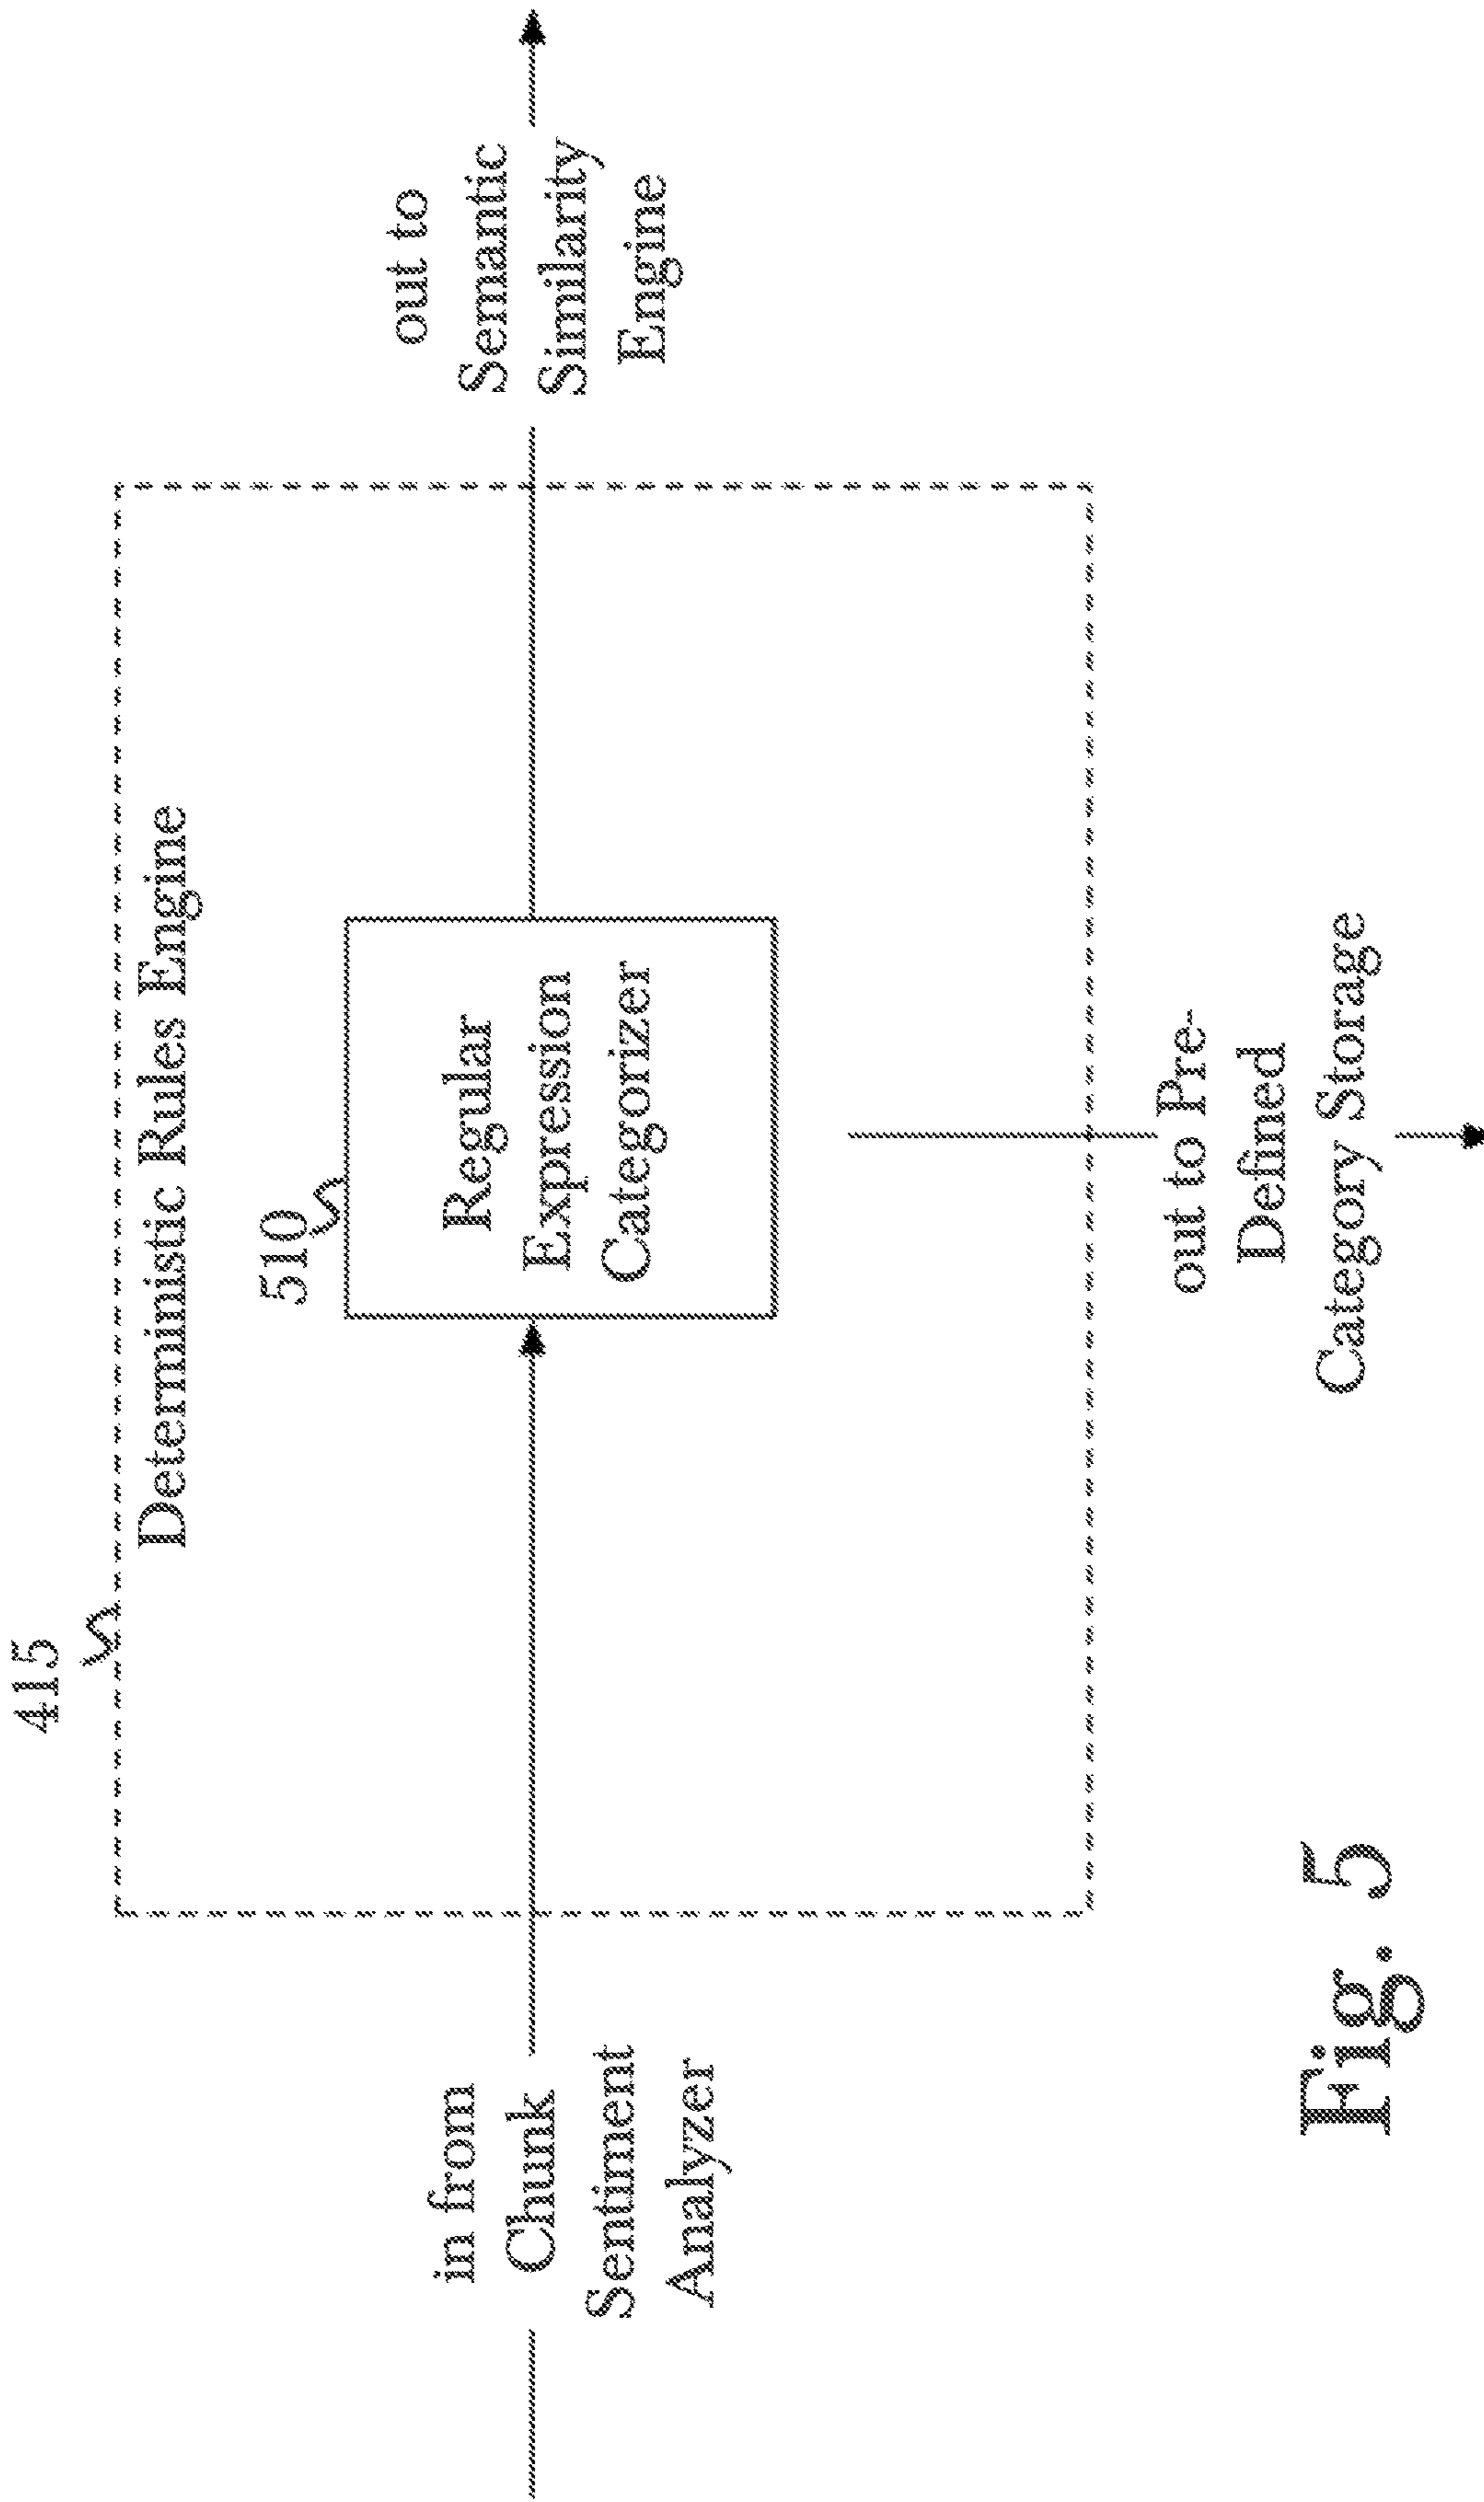 415
Deterministic Rules Engine
510
in from
Chunk
Sentiment
Analyzer
Regular
Expression
Categorizer
out to
Semantic
Similarity
Engine
out to Pre-
Defined
Category Storage
Fig. 5